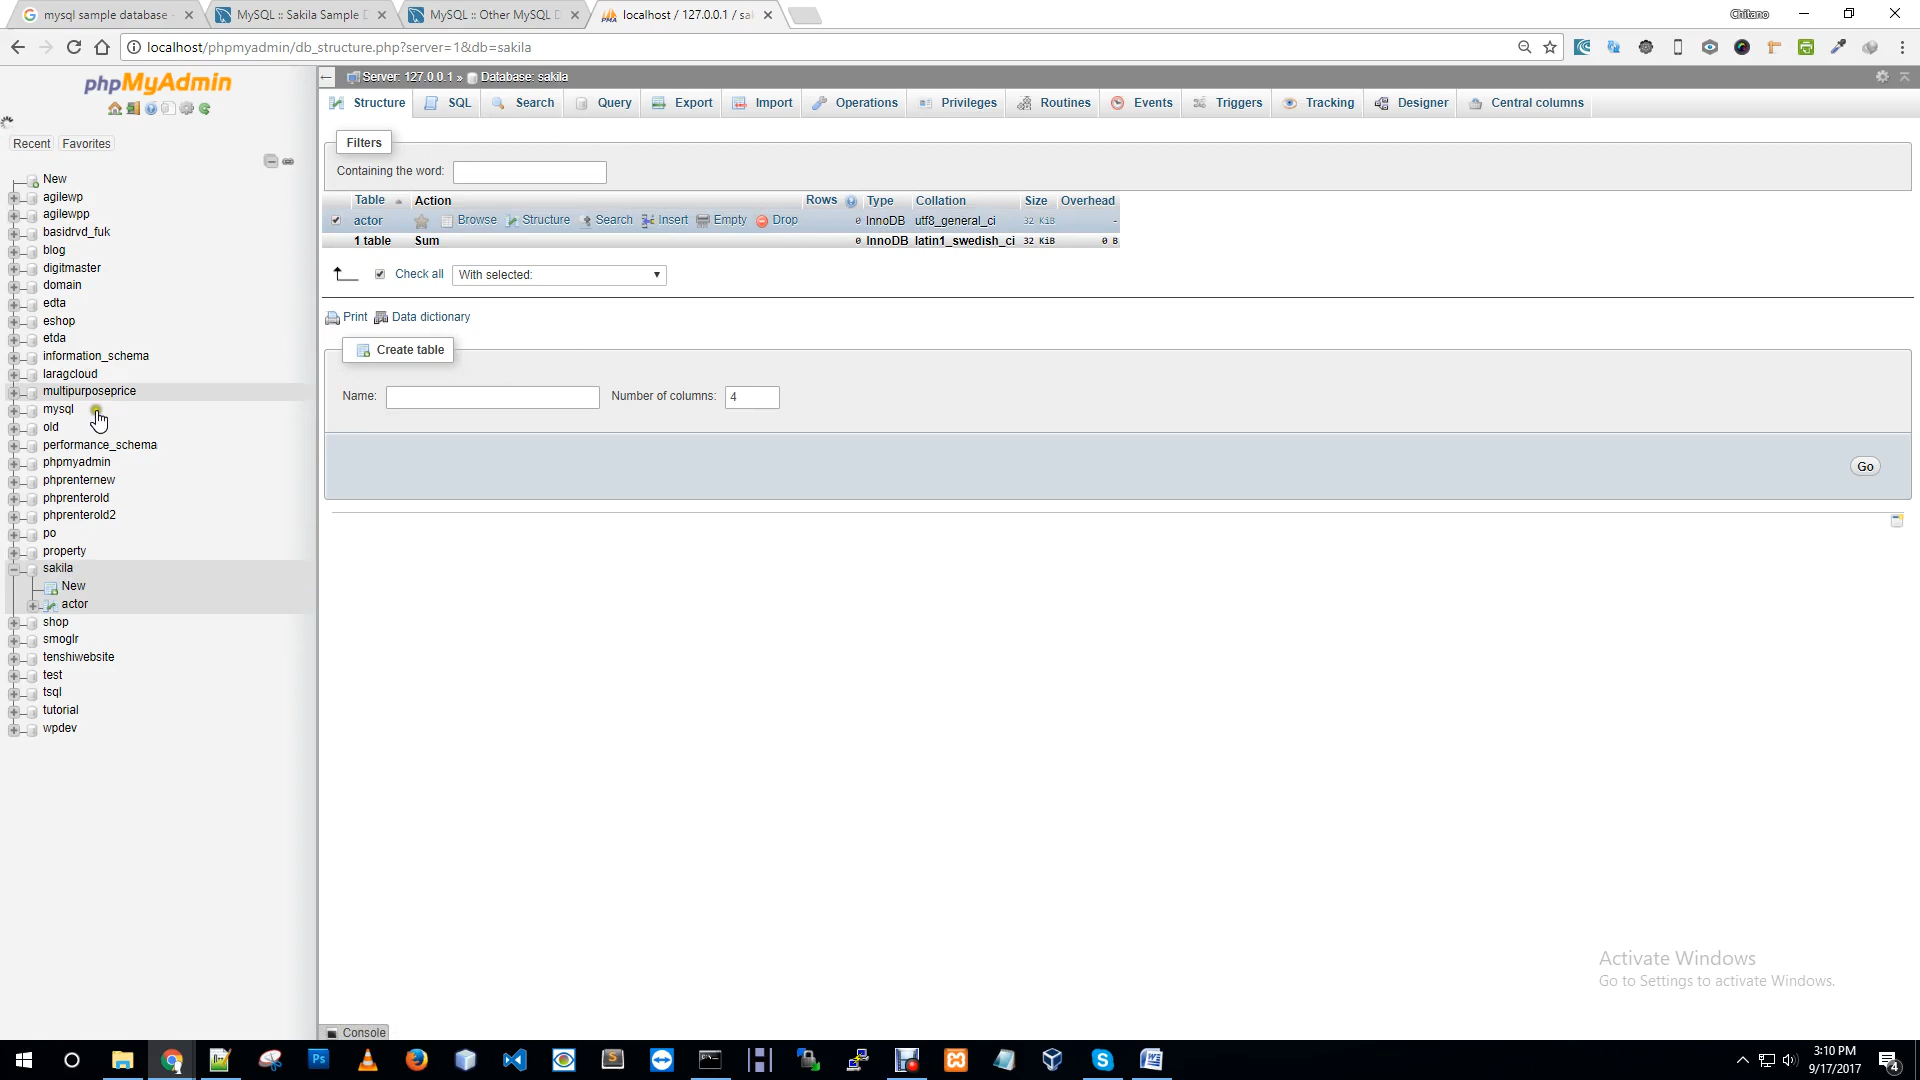 mysql sample database -
MySQL :: Sakila Sample D
MySQL :: Other MySQL D
localhost / 127.0.0.1 / sa
Chitano
localhost/phpmyadmin/db_structure.php?server=1&db=sakila
phpMyAdmin
Recent Favorites
New
agilewp
agilewpp
basidrvd_fuk
blog
digitmaster
domain
edta
eshop
etda
information_schema
laragcloud
multipurposeprice
mysql
old
performance_schema
phpmyadmin
phprenternew
phprenterold
phprenterold2
po
property
sakila
New
actor
shop
smoglr
tenshiwebsite
test
tsql
tutorial
wpdev
Server: 127.0.0.1 » Database: sakila
Structure SQL Search Query Export Import Operations Privileges Routines Events Triggers Tracking Designer Central columns
Filters
Containing the word:
Table Action Rows Type Collation Size Overhead
actor Browse Structure Search Insert Empty Drop 0 InnoDB utf8_general_ci 32 KiB -
1 table Sum 0 InnoDB latin1_swedish_ci 32 KiB 0 B
Check all With selected:
Print Data dictionary
Create table
Name: Number of columns: 4
Go
Activate Windows
Go to Settings to activate Windows.
Console
3:10 PM
9/17/2017
4